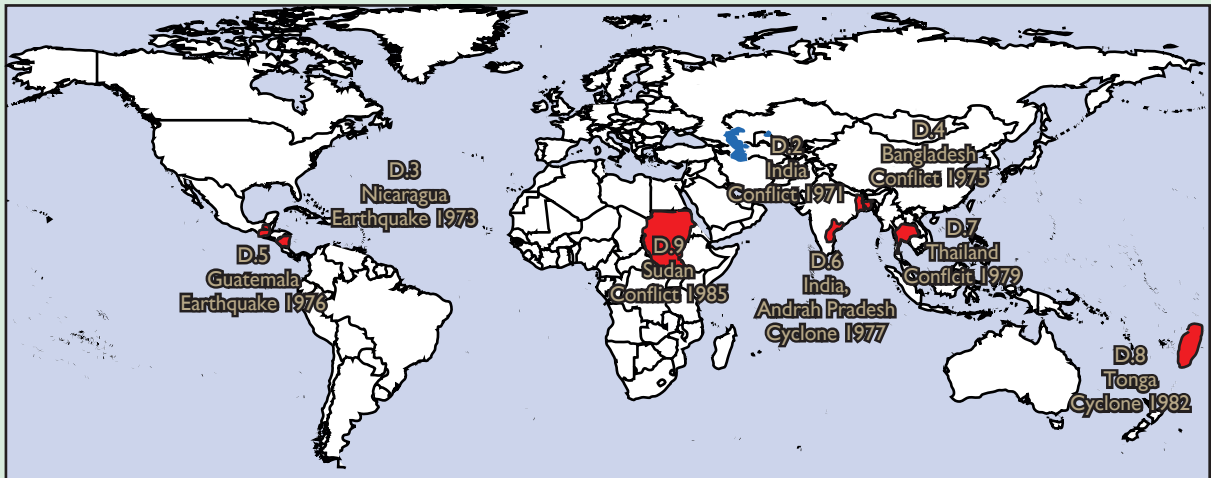 D.3
Nicaragua
Earthquake 1973
D.5
Guatemala
Earthquake 1976
D.9
Sudan
Conflict 1985
D.2
India
Conflict 1971
D.4
Bangladesh
Conflict 1975
D.6
India,
Andrah Pradesh
Cyclone 1977
D.7
Thailand
Conflcit 1979
D.8
Tonga
Cyclone 1982